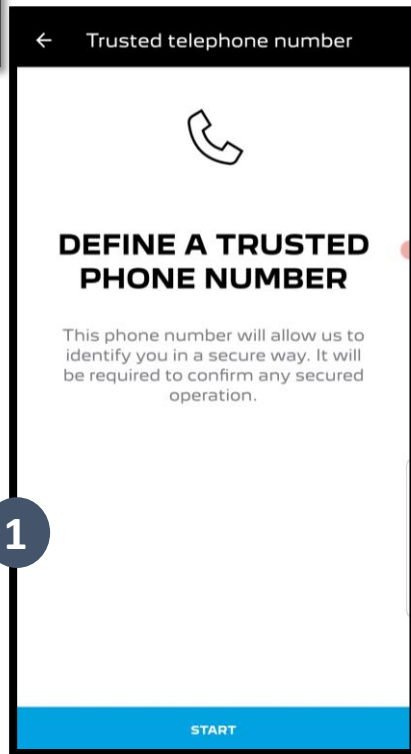 Trusted telephone number
DEFINE A TRUSTED
PHONE NUMBER
This phone number will allow us to
identify you in a secure way. It will
be required to confirm any secured
operation.
1
START